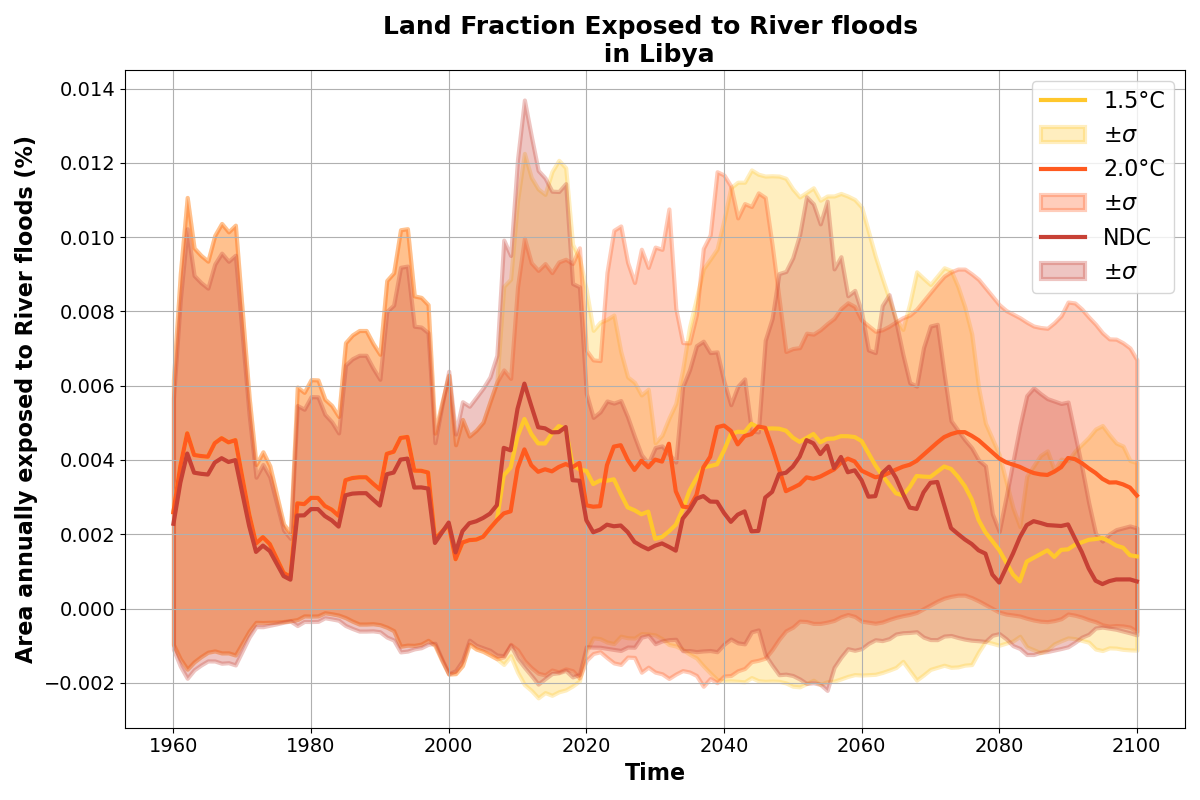 Land Fraction Exposed to River floods
in Libya
Area annually exposed to River floods (%)
0.014
0.012
0.010
0.008
0.006
0.004
0.002
0.000
−0.002
1960
1980
2000
2020
2040
2060
2080
2100
Time
1.5°C
±σ
2.0°C
±σ
NDC
±σ